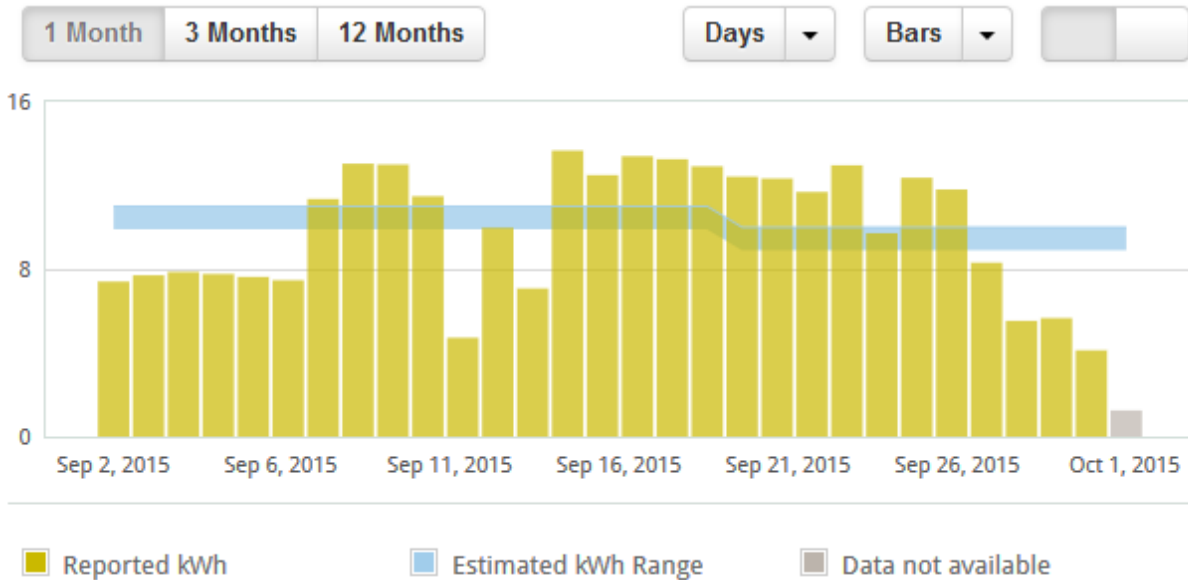 1 Month 3 Months 12 Months Days Bars
16
8
0
Sep 2, 2015 Sep 6, 2015 Sep 11, 2015 Sep 16, 2015 Sep 21, 2015 Sep 26, 2015 Oct 1, 2015
Reported kWh Estimated kWh Range Data not available